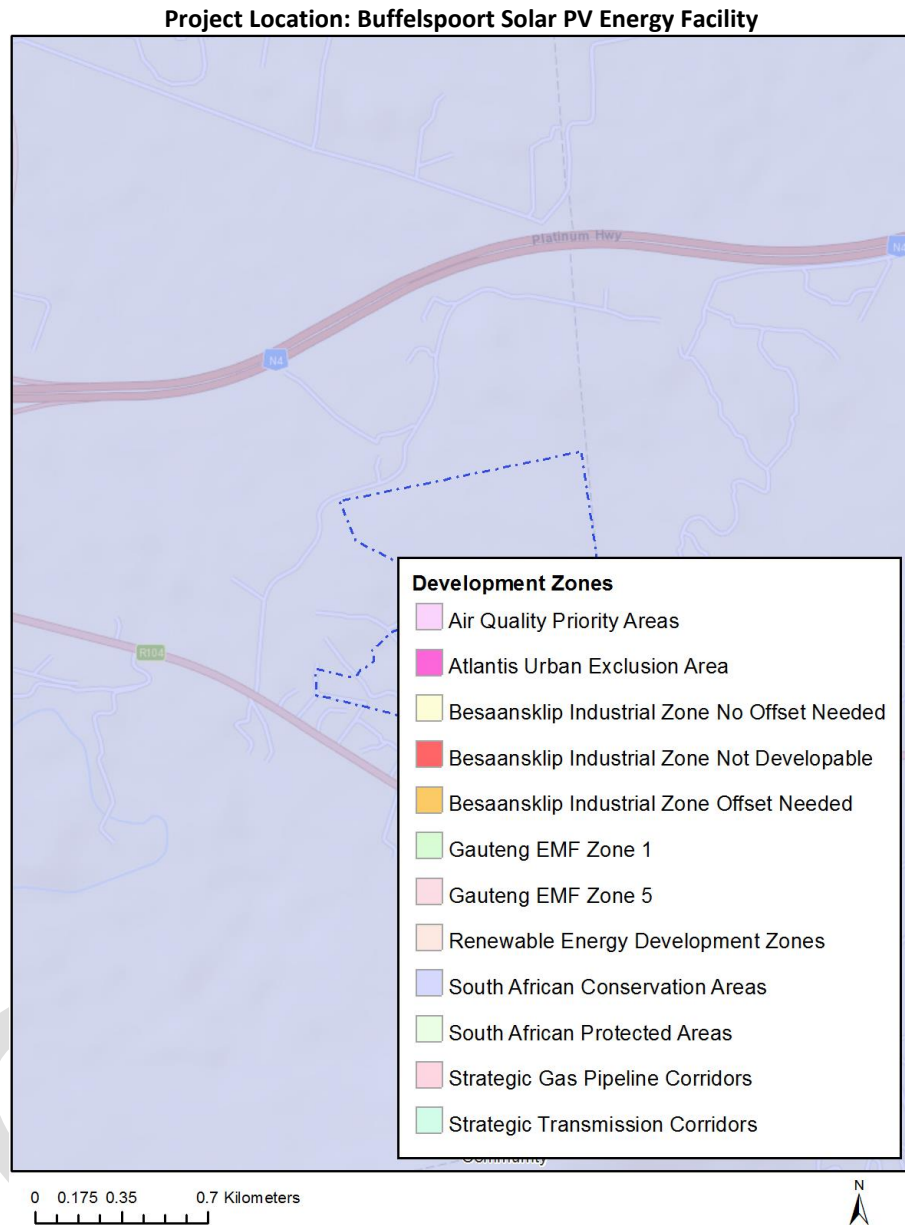 Project Location: Buffelspoort Solar PV Energy Facility
Platinum Hwy
N4
N4
R104
Development Zones
Air Quality Priority Areas
Atlantis Urban Exclusion Area
Besaansklip Industrial Zone No Offset Needed
Besaansklip Industrial Zone Not Developable
Besaansklip Industrial Zone Offset Needed
Gauteng EMF Zone 1
Gauteng EMF Zone 5
Renewable Energy Development Zones
South African Conservation Areas
South African Protected Areas
Strategic Gas Pipeline Corridors
Strategic Transmission Corridors
Community
0 0.175 0.35 0.7 Kilometers
N